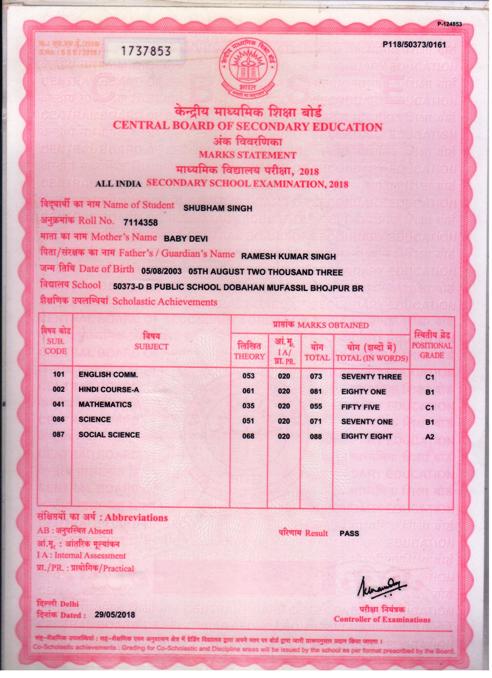 P-124853
1737853
P118/50373/0161
भारत
केन्द्रीय माध्यमिक शिक्षा बोर्ड
CENTRAL BOARD OF SECONDARY EDUCATION
अंक विवरणिका
MARKS STATEMENT
माध्यमिक विद्यालय परीक्षा, 2018
ALL INDIA SECONDARY SCHOOL EXAMINATION, 2018
विद्यार्थी का नाम Name of Student SHUBHAM SINGH
अनुक्रमांक Roll No. 7114358
माता का नाम Mother's Name BABY DEVI
पिता/संरक्षक का नाम Father's / Guardian's Name RAMESH KUMAR SINGH
जन्म तिथि Date of Birth 05/08/2003 05TH AUGUST TWO THOUSAND THREE
विद्यालय School 50373-D B PUBLIC SCHOOL DOBAHAN MUFASSIL BHOJPUR BR
शैक्षणिक उपलब्धियां Scholastic Achievements
विषय कोड SUB. CODE
विषय SUBJECT
प्राप्तांक MARKS OBTAINED
लिखित THEORY
आं.मू. I A/ प्रा. PR.
योग TOTAL
योग (शब्दों में) TOTAL (IN WORDS)
स्थितीय ग्रेड POSITIONAL GRADE
101 ENGLISH COMM. 053 020 073 SEVENTY THREE C1
002 HINDI COURSE-A 061 020 081 EIGHTY ONE B1
041 MATHEMATICS 035 020 055 FIFTY FIVE C1
086 SCIENCE 051 020 071 SEVENTY ONE B1
087 SOCIAL SCIENCE 068 020 088 EIGHTY EIGHT A2
संक्षिप्तियों का अर्थ : Abbreviations
AB : अनुपस्थित Absent
आं.मू. : आंतरिक मूल्यांकन
I A : Internal Assessment
प्रा./PR. : प्रायोगिक/Practical
परिणाम Result PASS
दिल्ली Delhi
दिनांक Dated : 29/05/2018
परीक्षा नियंत्रक
Controller of Examinations
Co-Scholastic achievements : Grading for Co-Scholastic and Discipline areas will be issued by the school as per format prescribed by the Board.